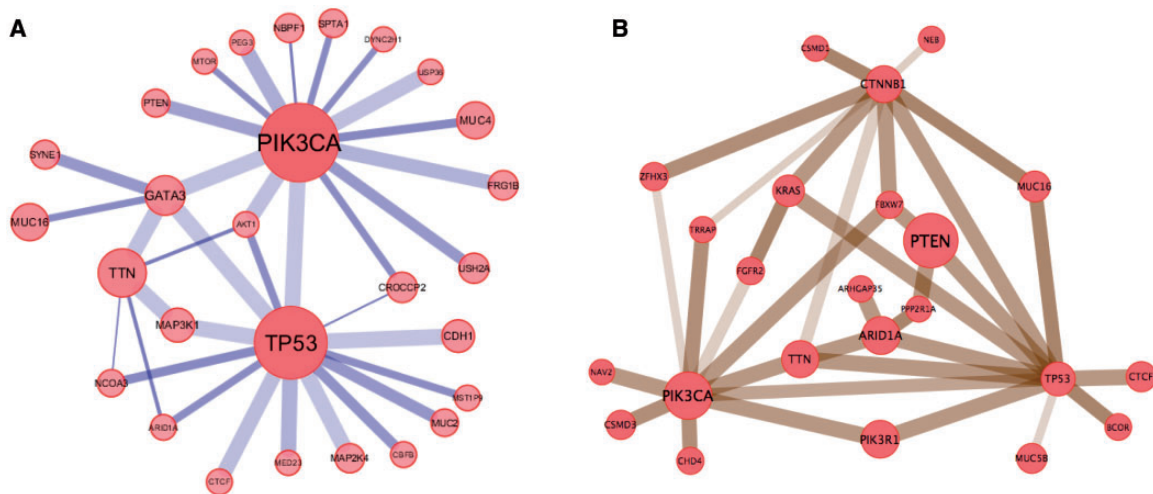 A
NBPF1
SPTA1
PEG3
DYNC2H1
MTOR
USP36
PTEN
MUC4
PIK3CA
SYNE1
FRG1B
GATA3
MUC16
AKT1
USH2A
TTN
CROCCP2
MAP3K1
TP53
CDH1
NCOA3
MST1P9
MUC2
ARID1A
CBFB
MAP2K4
MED23
CTCF
B
CSMD1
NEB
CTNNB1
ZFHX3
KRAS
MUC16
FBXW7
TRRAP
PTEN
FGFR2
ARHGAP35
PPP2R1A
ARID1A
TTN
NAV2
TP53
CTCF
PIK3CA
CSMD3
BCOR
PIK3R1
CHD4
MUC5B